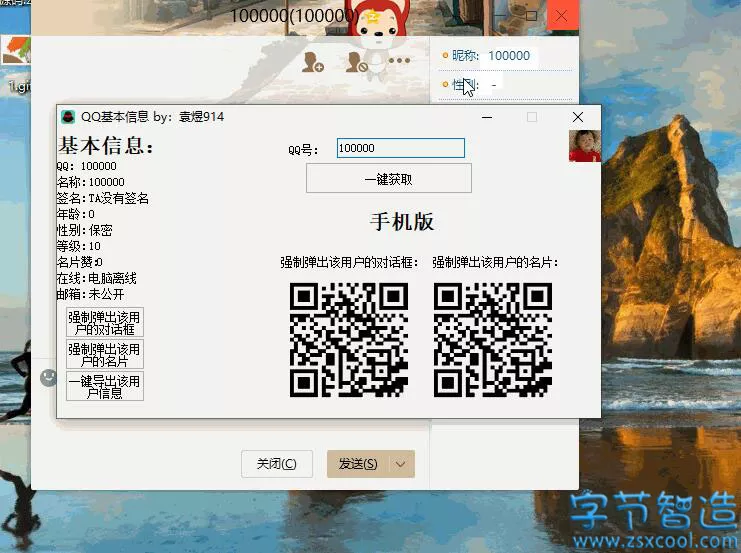 100000(100000)
昵称: 100000
性别: -
QQ基本信息 by：袁煜914
基本信息：
QQ：100000
名称:100000
签名:TA没有签名
年龄:0
性别:保密
等级:10
名片赞:0
在线:电脑离线
邮箱:未公开
强制弹出该用
户的对话框
强制弹出该用
户的名片
一键导出该用
户信息
QQ号：
100000
一键获取
手机版
强制弹出该用户的对话框：
强制弹出该用户的名片：
关闭(C)
发送(S)
字节智造
www.zsxcool.com